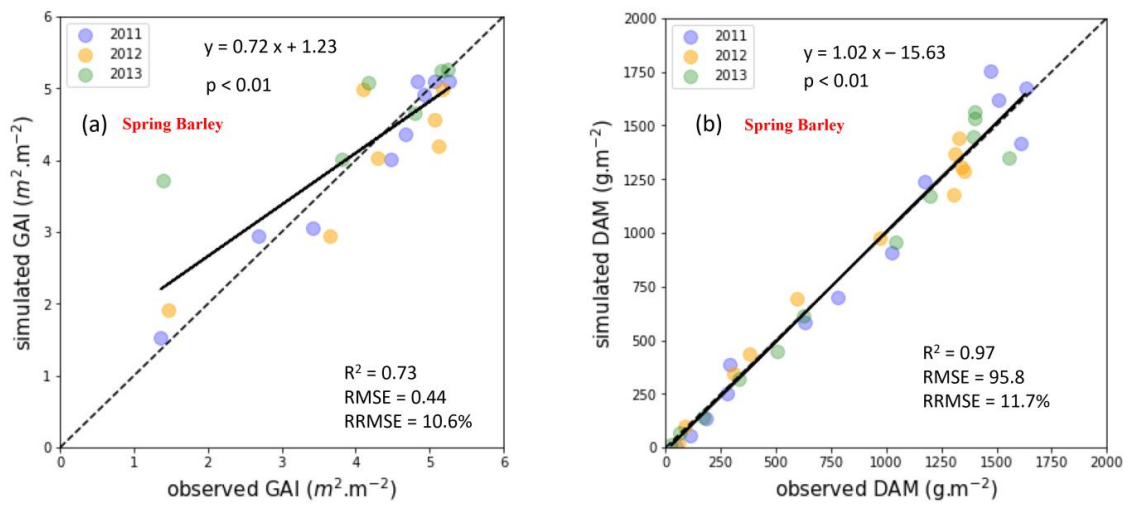 6
5
4
3
2
1
0
simulated GAI (m².m⁻²)
2011
2012
2013
y = 0.72 x + 1.23
p < 0.01
(a) Spring Barley
R² = 0.73
RMSE = 0.44
RRMSE = 10.6%
0 1 2 3 4 5 6
observed GAI (m².m⁻²)
2000
1750
1500
1250
1000
750
500
250
0
simulated DAM (g.m⁻²)
2011
2012
2013
y = 1.02 x – 15.63
p < 0.01
(b) Spring Barley
R² = 0.97
RMSE = 95.8
RRMSE = 11.7%
0 250 500 750 1000 1250 1500 1750 2000
observed DAM (g.m⁻²)